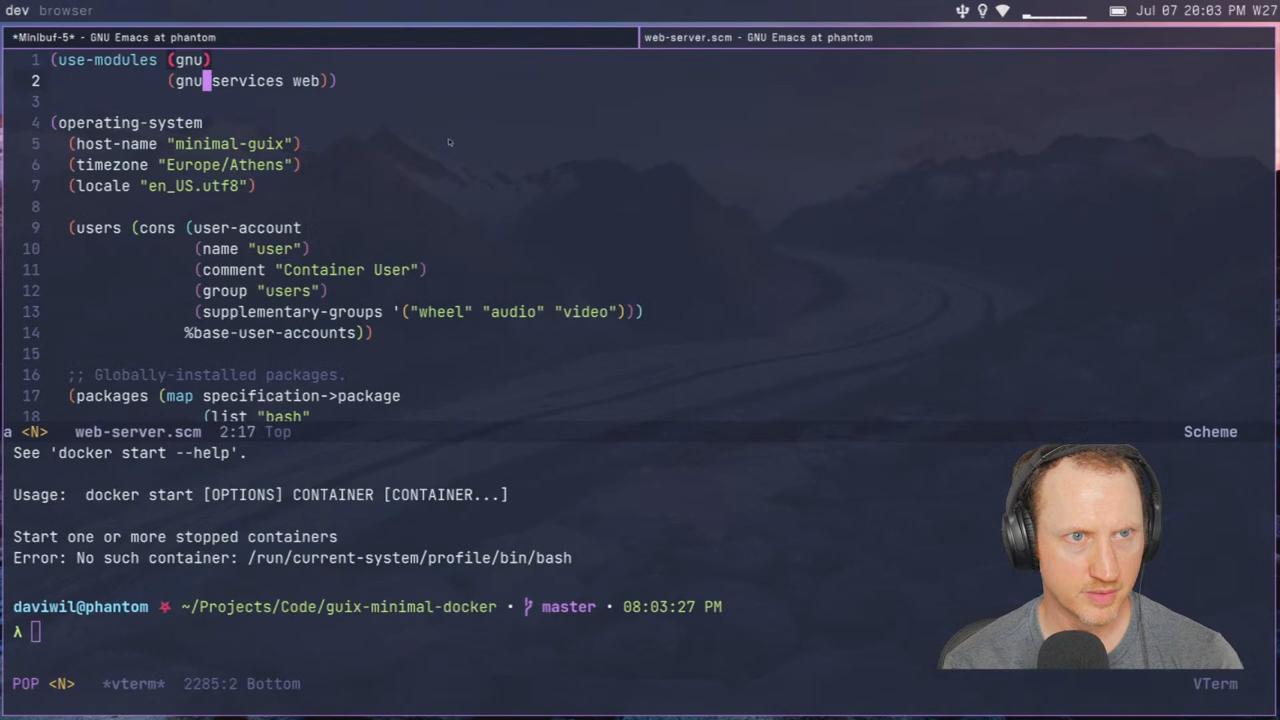 dev browser
Jul 07 20:03 PM W27
*Minibuf-5* - GNU Emacs at phantom
web-server.scm - GNU Emacs at phantom
1 (use-modules (gnu)
2 (gnu services web))
3
4 (operating-system
5 (host-name "minimal-guix")
6 (timezone "Europe/Athens")
7 (locale "en_US.utf8")
8
9 (users (cons (user-account
10 (name "user")
11 (comment "Container User")
12 (group "users")
13 (supplementary-groups '("wheel" "audio" "video")))
14 %base-user-accounts))
15
16 ;; Globally-installed packages.
17 (packages (map specification->package
18 (list "bash"
a <N> web-server.scm 2:17 Top Scheme
See 'docker start --help'.
Usage: docker start [OPTIONS] CONTAINER [CONTAINER...]
Start one or more stopped containers
Error: No such container: /run/current-system/profile/bin/bash
daviwil@phantom ~/Projects/Code/guix-minimal-docker • master • 08:03:27 PM
λ
POP <N> *vterm* 2285:2 Bottom VTerm